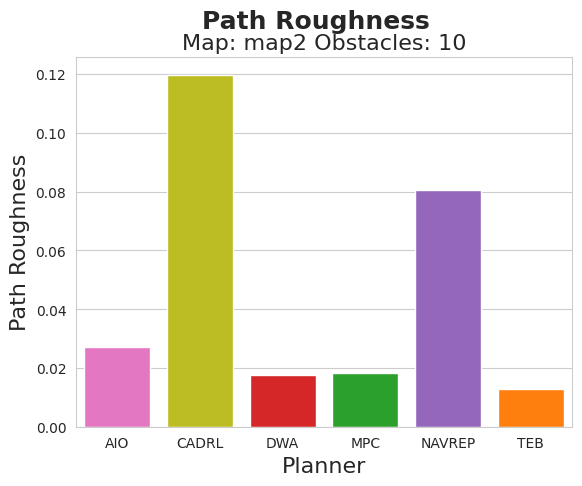 Path Roughness
Map: map2 Obstacles: 10
Path Roughness
0.12
0.10
0.08
0.06
0.04
0.02
0.00
AIO CADRL DWA MPC NAVREP TEB
Planner